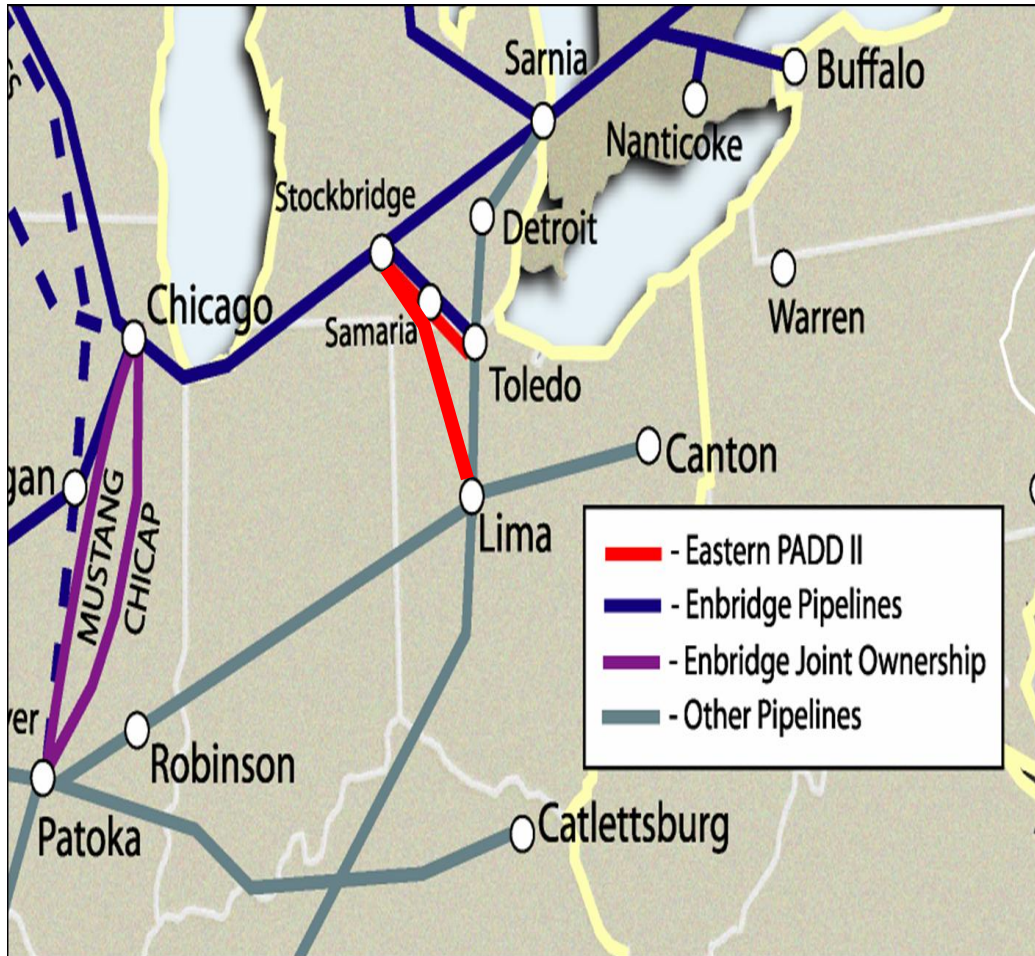 Sarnia
Buffalo
Nanticoke
Stockbridge
Detroit
Warren
Chicago
Samaria
Toledo
Canton
gan
Lima
MUSTANG
CHICAP
- Eastern PADD II
- Enbridge Pipelines
- Enbridge Joint Ownership
- Other Pipelines
ver
Robinson
Patoka
Catlettsburg